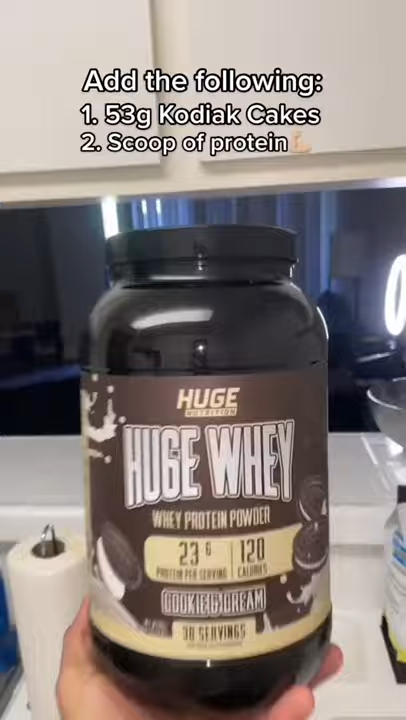 Add the following:
1. 53g Kodiak Cakes
2. Scoop of protein💪🏻
HUGE
NUTRITION
HUGE WHEY
WHEY PROTEIN POWDER
23G 120
PROTEIN PER SERVING CALORIES
COOKIES & CREAM
30 SERVINGS